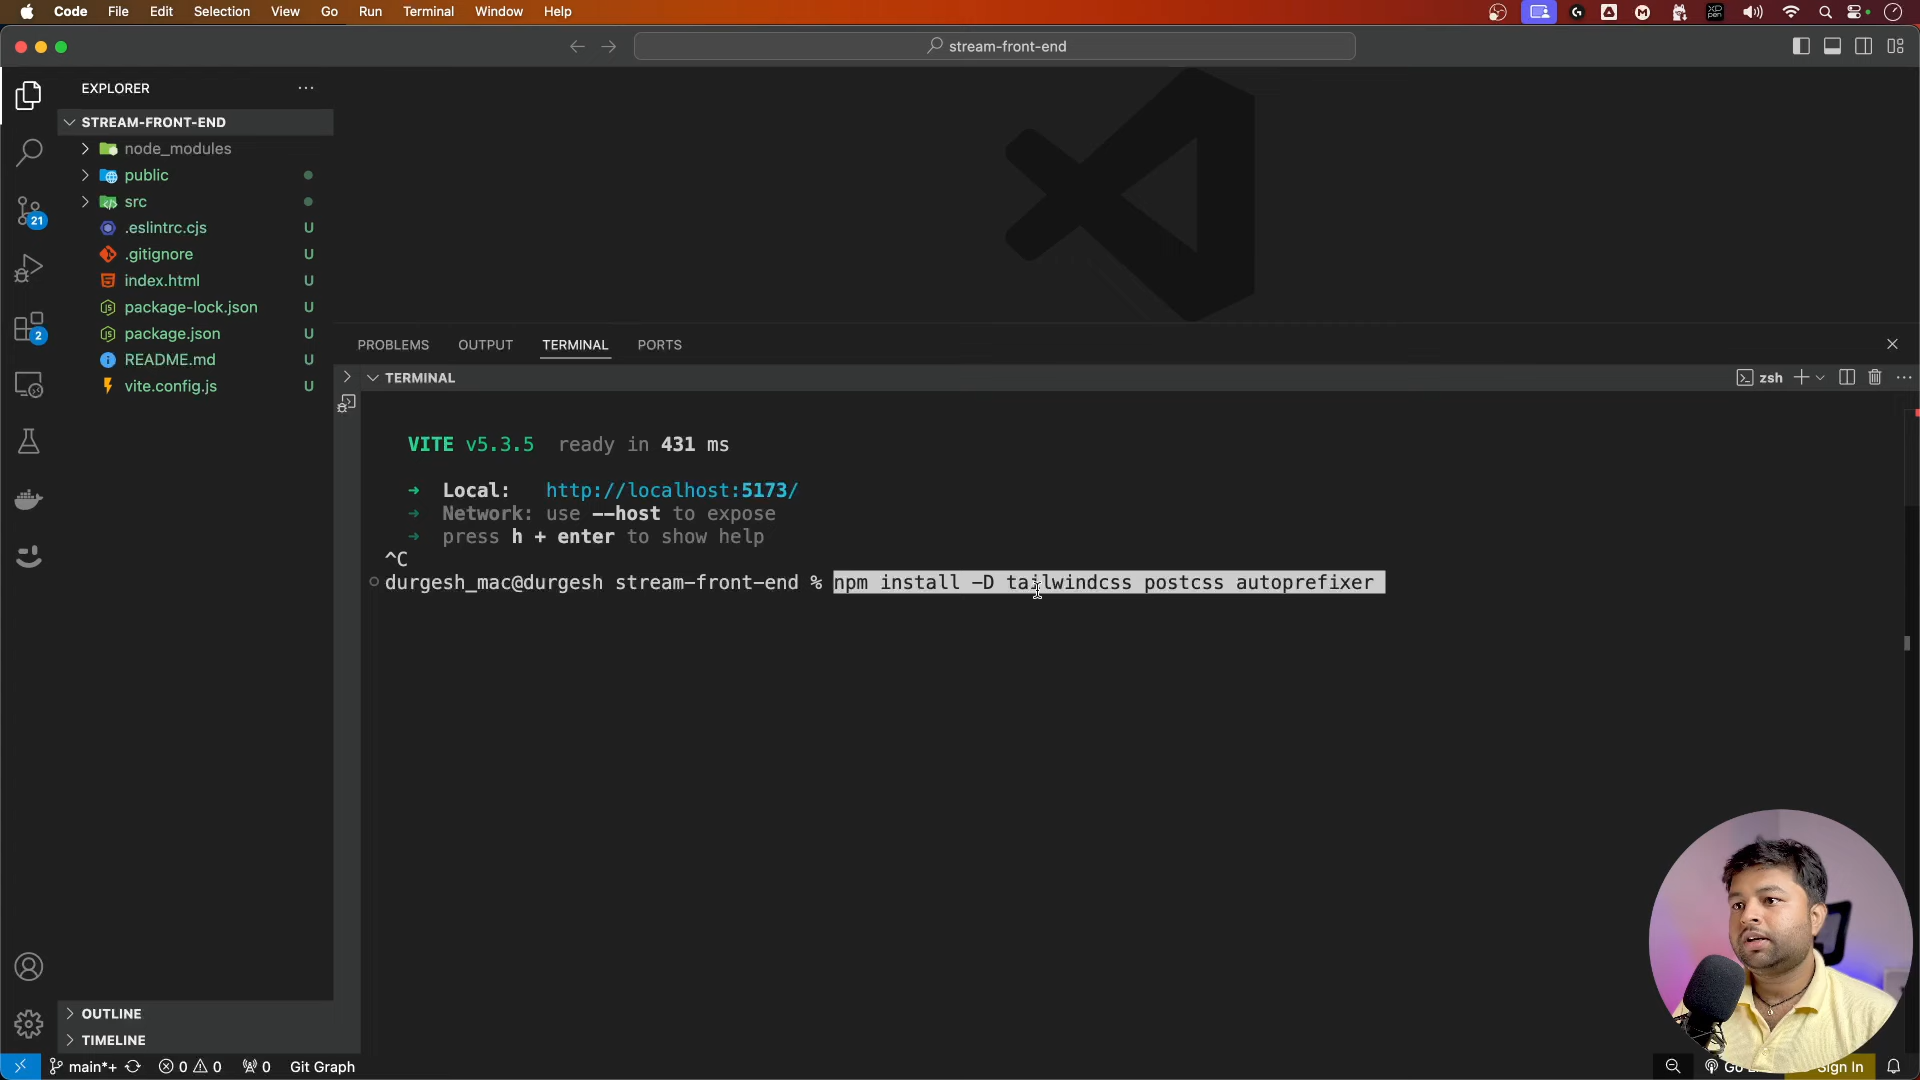 Code File Edit Selection View Go Run Terminal Window Help
stream-front-end
EXPLORER
STREAM-FRONT-END
node_modules
public
src
.eslintrc.cjs U
.gitignore U
index.html U
package-lock.json U
package.json U
README.md U
vite.config.js U
21
2
PROBLEMS OUTPUT TERMINAL PORTS
TERMINAL
zsh
VITE v5.3.5 ready in 431 ms
➜ Local: http://localhost:5173/
➜ Network: use --host to expose
➜ press h + enter to show help
^C
durgesh_mac@durgesh stream-front-end % npm install -D tailwindcss postcss autoprefixer
OUTLINE
TIMELINE
main*+ 0 0 0 Git Graph
Sign In